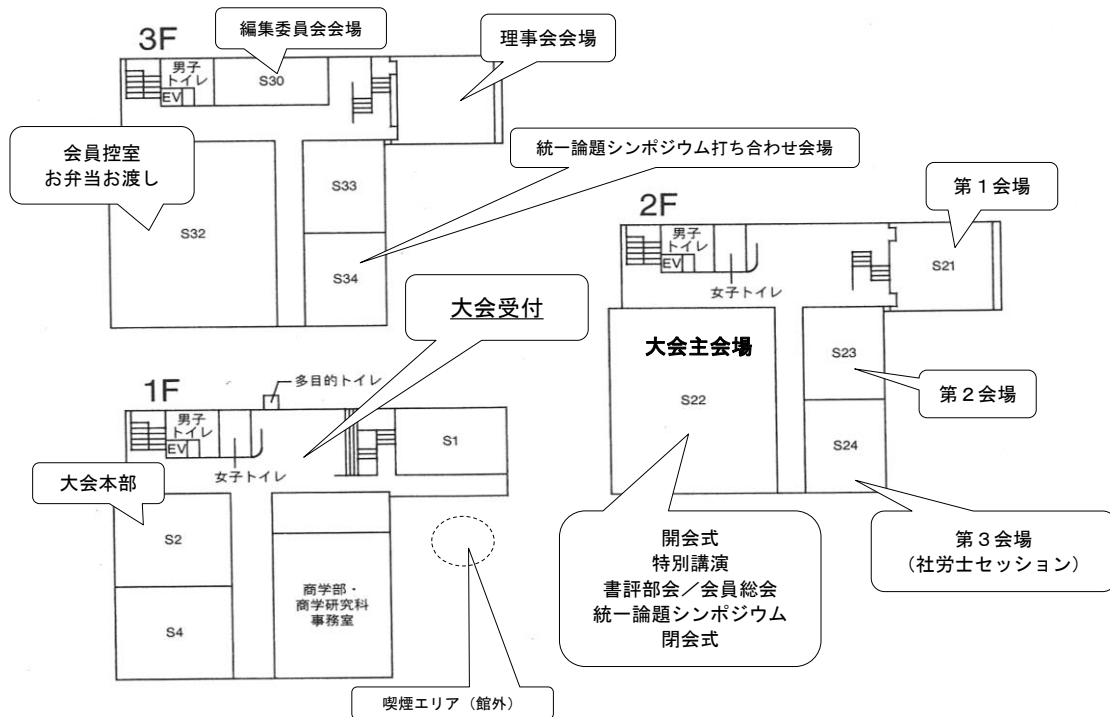 3F
編集委員会会場
理事会会場
男子
トイレ
EV
S30
会員控室
お弁当お渡し
統一論題シンポジウム打ち合わせ会場
S33
S32
S34
2F
第1会場
男子
トイレ
EV
女子トイレ
S21
大会主会場
S23
S22
第2会場
S24
開会式
特別講演
書評部会／会員総会
統一論題シンポジウム
閉会式
第3会場
（社労士セッション）
大会受付
1F
多目的トイレ
男子
トイレ
EV
女子トイレ
S1
大会本部
S2
商学部・
商学研究科
事務室
S4
喫煙エリア（館外）